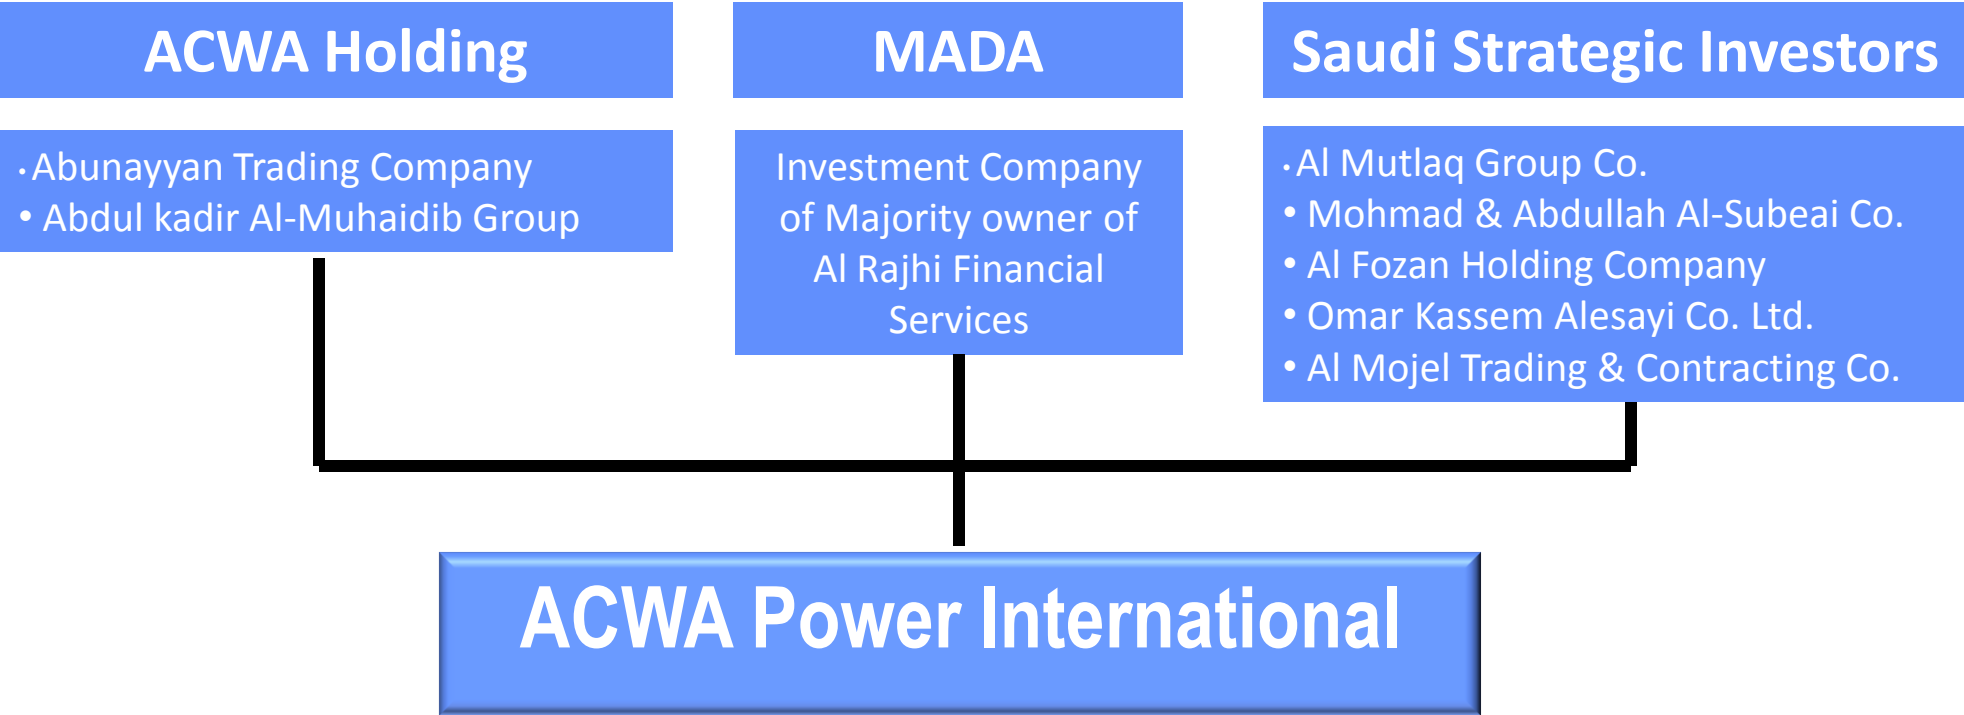 ACWA Holding
• Abunayyan Trading Company
• Abdul kadir Al-Muhaidib Group
MADA
Investment Company
of Majority owner of
Al Rajhi Financial
Services
Saudi Strategic Investors
• Al Mutlaq Group Co.
• Mohmad & Abdullah Al-Subeai Co.
• Al Fozan Holding Company
• Omar Kassem Alesayi Co. Ltd.
• Al Mojel Trading & Contracting Co.
ACWA Power International